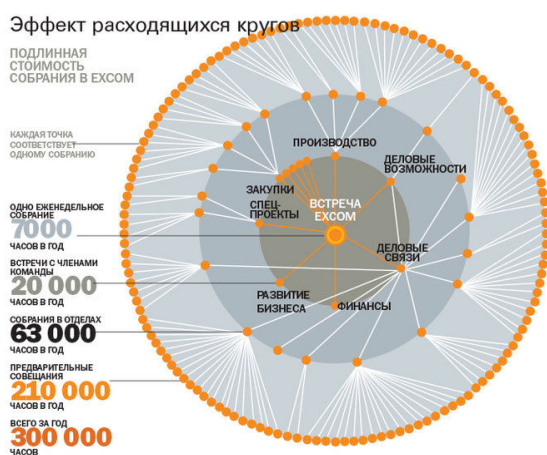 Эффект расходящихся кругов
ПОДЛИННАЯ
СТОИМОСТЬ
СОБРАНИЯ В EXCOM
КАЖДАЯ ТОЧКА
СООТВЕТСТВУЕТ
ОДНОМУ СОБРАНИЮ
ОДНО ЕЖЕНЕДЕЛЬНОЕ
СОБРАНИЕ
7000
ЧАСОВ В ГОД
ВСТРЕЧИ С ЧЛЕНАМИ
КОМАНДЫ
20 000
ЧАСОВ В ГОД
СОБРАНИЯ В ОТДЕЛАХ
63 000
ЧАСОВ В ГОД
ПРЕДВАРИТЕЛЬНЫЕ
СОВЕЩАНИЯ
210 000
ЧАСОВ В ГОД
ВСЕГО ЗА ГОД
300 000
ЧАСОВ
ПРОИЗВОДСТВО
ДЕЛОВЫЕ
ВОЗМОЖНОСТИ
ЗАКУПКИ
СПЕЦ-
ПРОЕКТЫ
ВСТРЕЧА
EXCOM
ДЕЛОВЫЕ
СВЯЗИ
РАЗВИТИЕ
БИЗНЕСА
ФИНАНСЫ